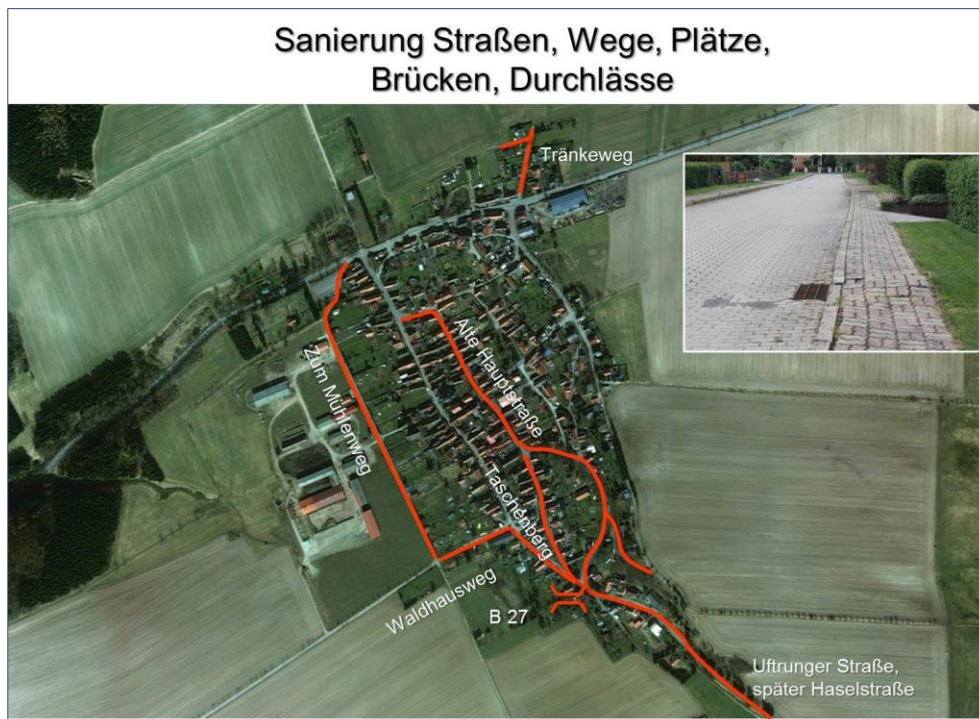 Sanierung Straßen, Wege, Plätze,
Brücken, Durchlässe
Tränkeweg
Alte Hauptstraße
Zum Mühlenweg
Taschenberg
Waldhausweg
B 27
Uftrunger Straße,
später Haselstraße